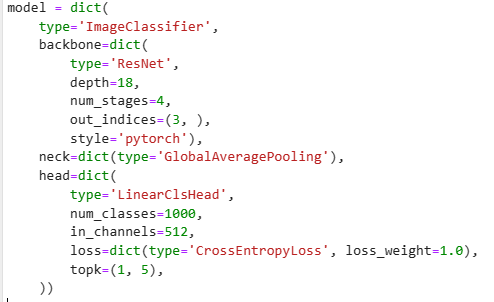 model = dict(
    type='ImageClassifier',
    backbone=dict(
        type='ResNet',
        depth=18,
        num_stages=4,
        out_indices=(3, ),
        style='pytorch'),
    neck=dict(type='GlobalAveragePooling'),
    head=dict(
        type='LinearClsHead',
        num_classes=1000,
        in_channels=512,
        loss=dict(type='CrossEntropyLoss', loss_weight=1.0),
        topk=(1, 5),
    ))